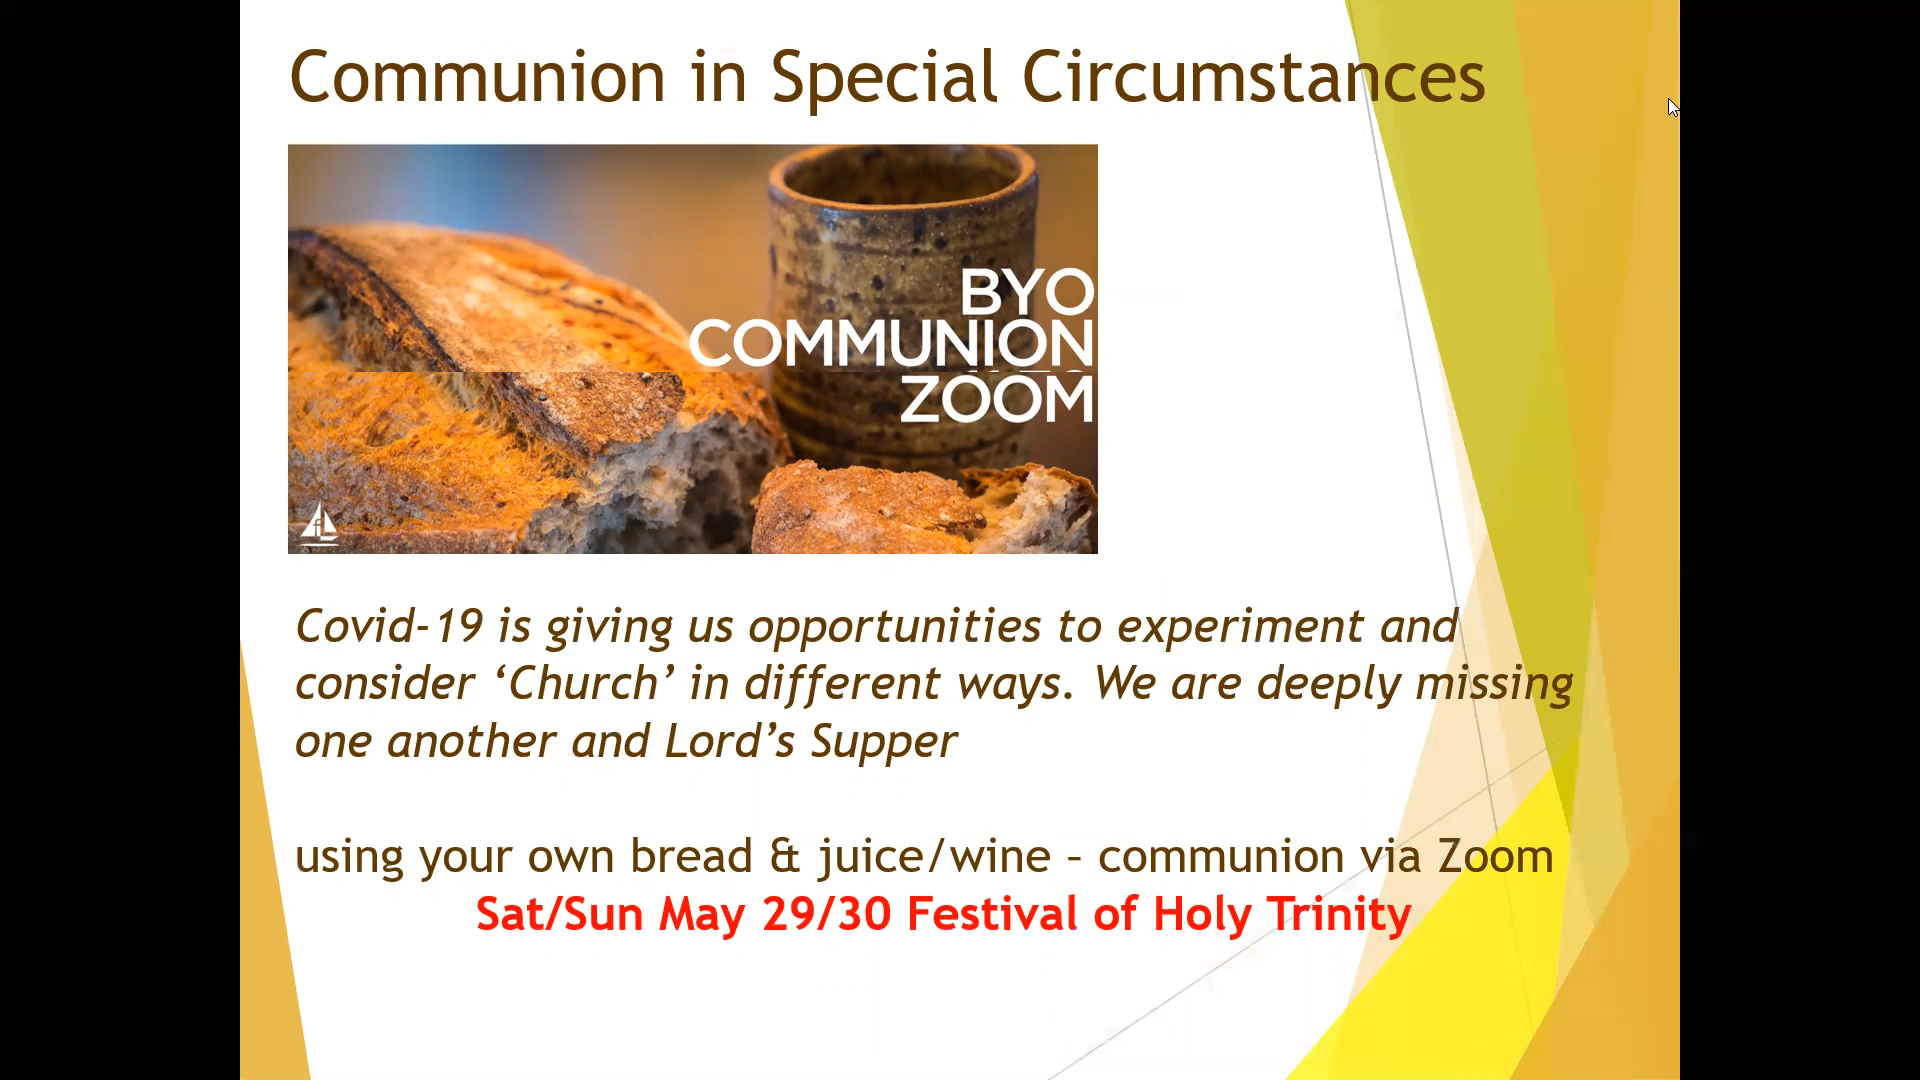 Communion in Special Circumstances
BYO
COMMUNION
ZOOM
Covid-19 is giving us opportunities to experiment and
consider ‘Church’ in different ways. We are deeply missing
one another and Lord’s Supper
using your own bread & juice/wine – communion via Zoom
Sat/Sun May 29/30 Festival of Holy Trinity